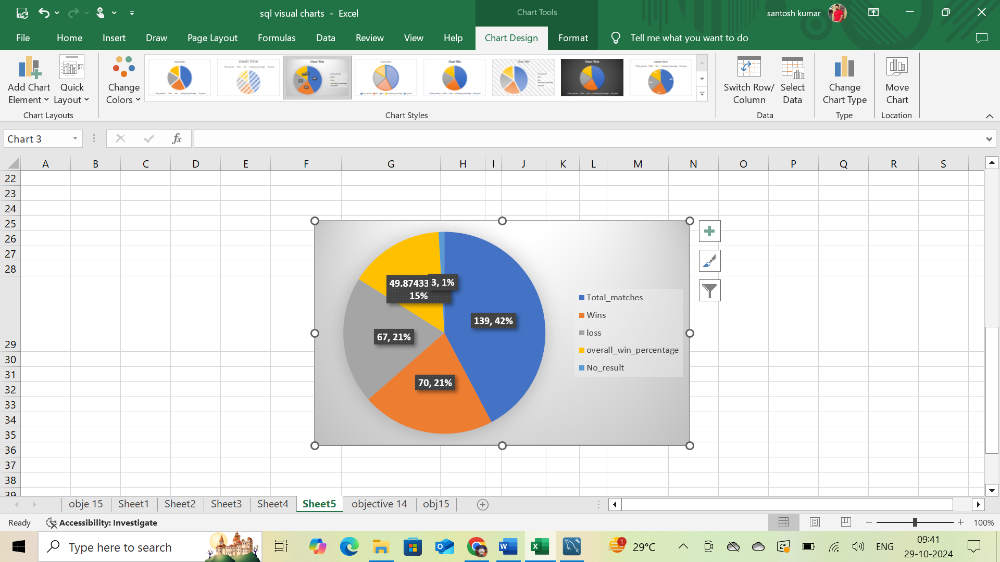 sql visual charts - Excel
Chart Tools
santosh kumar
File Home Insert Draw Page Layout Formulas Data Review View Help Chart Design Format Tell me what you want to do
Add Chart
Element
Quick
Layout
Change
Colors
Switch Row/
Column
Select
Data
Change
Chart Type
Move
Chart
Chart Layouts
Chart Styles
Data
Type
Location
Chart 3
fx
A B C D E F G H I J K L M N O P Q R S
22
23
24
25
26
27
28
29
30
31
32
33
34
35
36
37
38
39
49.87433
15%
3, 1%
139, 42%
67, 21%
70, 21%
Total_matches
Wins
loss
overall_win_percentage
No_result
obje 15 Sheet1 Sheet2 Sheet3 Sheet4 Sheet5 objective 14 obj15
Ready Accessibility: Investigate 100%
Type here to search
1
29°C
ENG
09:41
29-10-2024